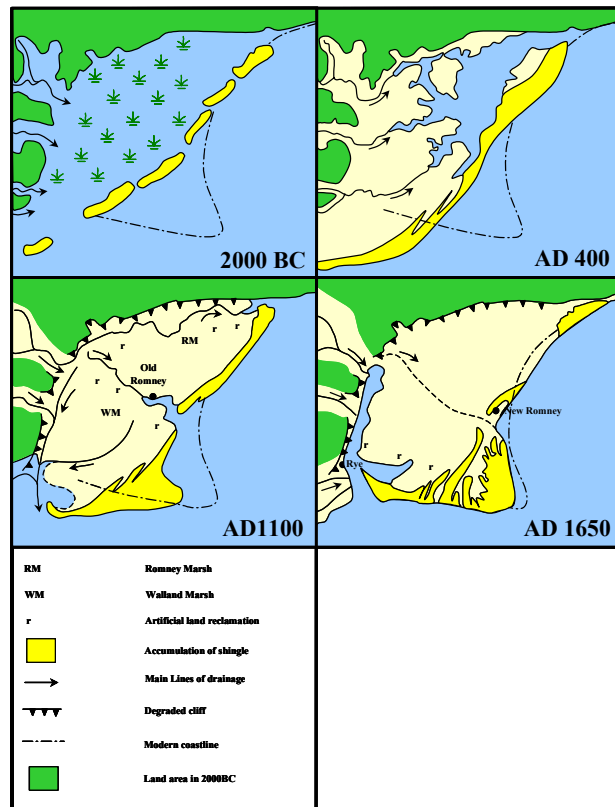 2000 BC
AD 400
RM
r
r
r
Old
Romney
r
r
r
WM
r
AD1100
New Romney
r
Rye
r
r
AD 1650
RM Romney Marsh
WM Walland Marsh
r Artificial land reclamation
Accumulation of shingle
Main Lines of drainage
Degraded cliff
Modern coastline
Land area in 2000BC